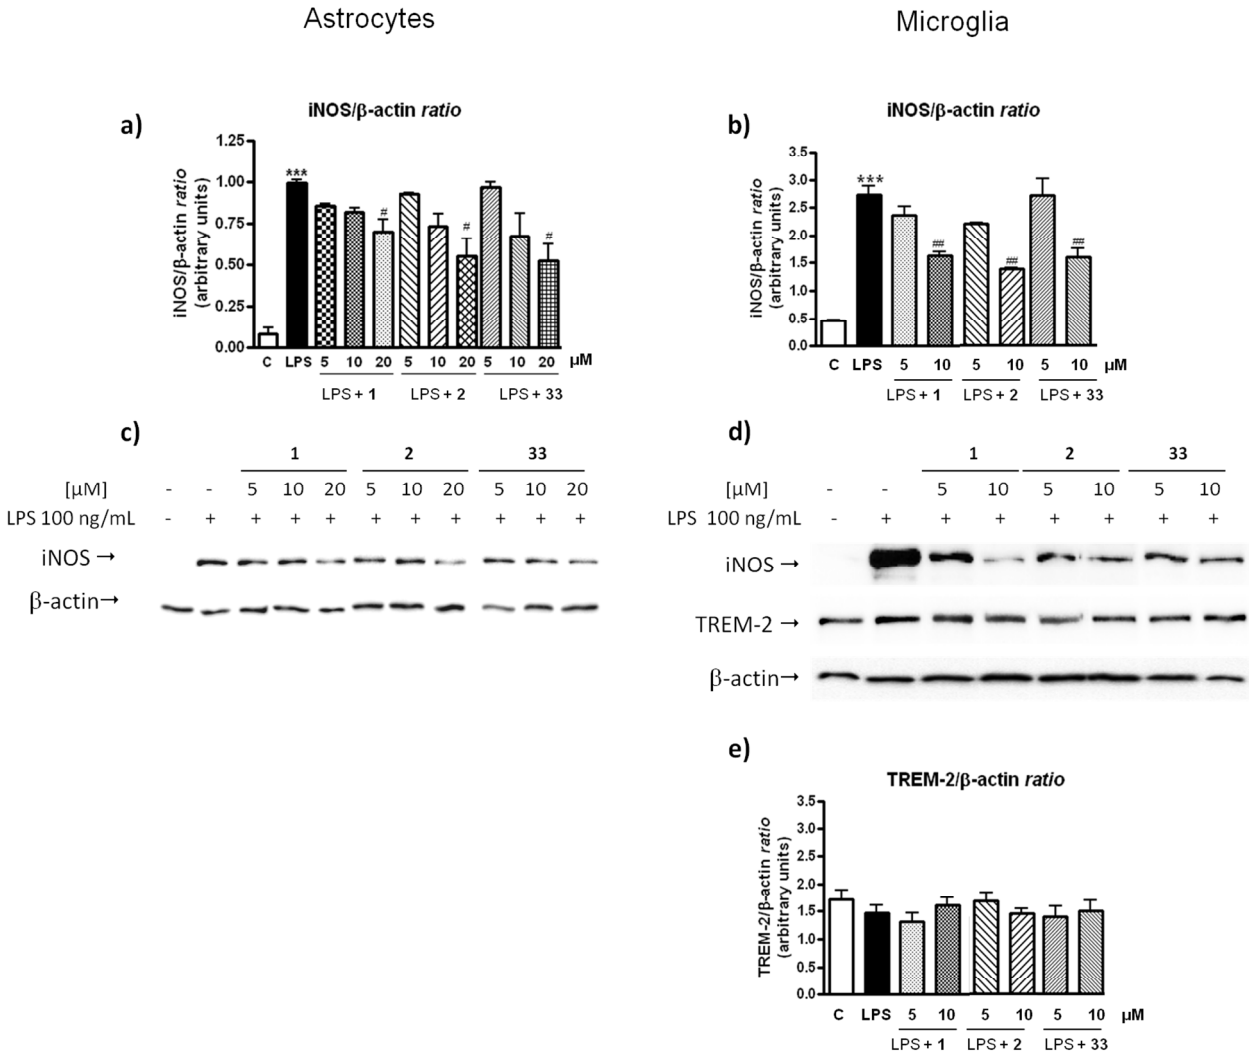 Astrocytes
Microglia
a)
iNOS/β-actin ratio
iNOS/β-actin ratio
(arbitrary units)
1.25
1.00
0.75
0.50
0.25
0.00
***
#
#
#
C LPS 5 10 20 5 10 20 5 10 20 μM
LPS + 1 LPS + 2 LPS + 33
b)
iNOS/β-actin ratio
iNOS/β-actin ratio
(arbitrary units)
3.5
3.0
2.5
2.0
1.5
1.0
0.5
0.0
***
##
##
##
C LPS 5 10 5 10 5 10 μM
LPS + 1 LPS + 2 LPS + 33
c)
1 2 33
[μM] - - 5 10 20 5 10 20 5 10 20
LPS 100 ng/mL - + + + + + + + + + +
iNOS →
β-actin→
d)
1 2 33
[μM] - - 5 10 5 10 5 10
LPS 100 ng/mL - + + + + + + +
iNOS →
TREM-2 →
β-actin→
e)
TREM-2/β-actin ratio
TREM-2/β-actin ratio
(arbitrary units)
3.5
3.0
2.5
2.0
1.5
1.0
0.5
0.0
C LPS 5 10 5 10 5 10 μM
LPS + 1 LPS + 2 LPS + 33